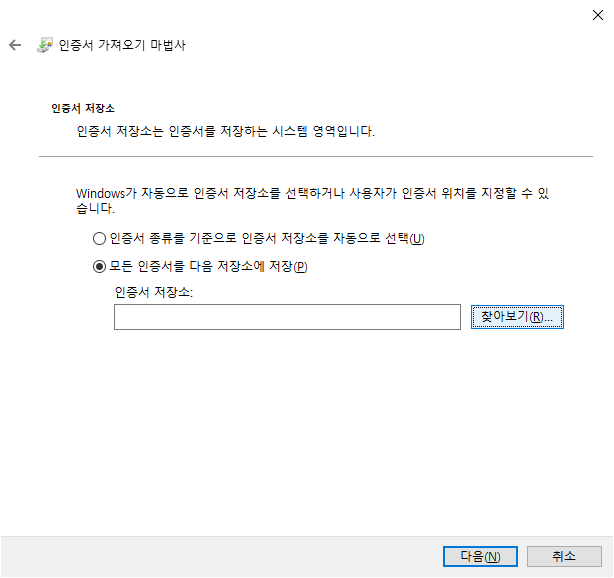 인증서 가져오기 마법사
인증서 저장소
인증서 저장소는 인증서를 저장하는 시스템 영역입니다.
Windows가 자동으로 인증서 저장소를 선택하거나 사용자가 인증서 위치를 지정할 수 있
습니다.
인증서 종류를 기준으로 인증서 저장소를 자동으로 선택(U)
모든 인증서를 다음 저장소에 저장(P)
인증서 저장소:
찾아보기(R)...
다음(N)
취소